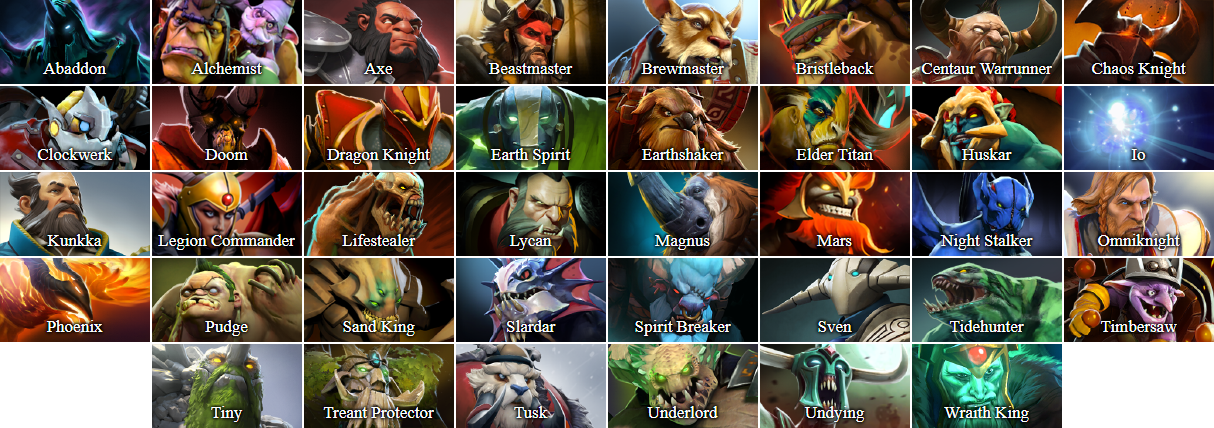 Abaddon
Alchemist
Axe
Beastmaster
Brewmaster
Bristleback
Centaur Warrunner
Chaos Knight
Clockwerk
Doom
Dragon Knight
Earth Spirit
Earthshaker
Elder Titan
Huskar
Io
Kunkka
Legion Commander
Lifestealer
Lycan
Magnus
Mars
Night Stalker
Omniknight
Phoenix
Pudge
Sand King
Slardar
Spirit Breaker
Sven
Tidehunter
Timbersaw
Tiny
Treant Protector
Tusk
Underlord
Undying
Wraith King